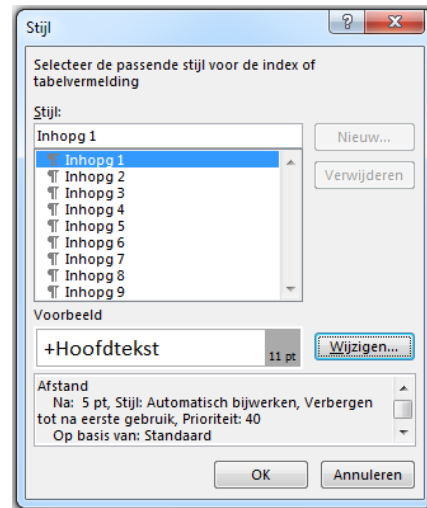 Stijl
Selecteer de passende stijl voor de index of
tabelvermelding
Stijl:
Inhopg 1
Nieuw...
¶ Inhopg 1
¶ Inhopg 2
Verwijderen
¶ Inhopg 3
¶ Inhopg 4
¶ Inhopg 5
¶ Inhopg 6
¶ Inhopg 7
¶ Inhopg 8
¶ Inhopg 9
Voorbeeld
+Hoofdtekst
11 pt
Wijzigen...
Afstand
Na: 5 pt, Stijl: Automatisch bijwerken, Verbergen
tot na eerste gebruik, Prioriteit: 40
Op basis van: Standaard
OK
Annuleren